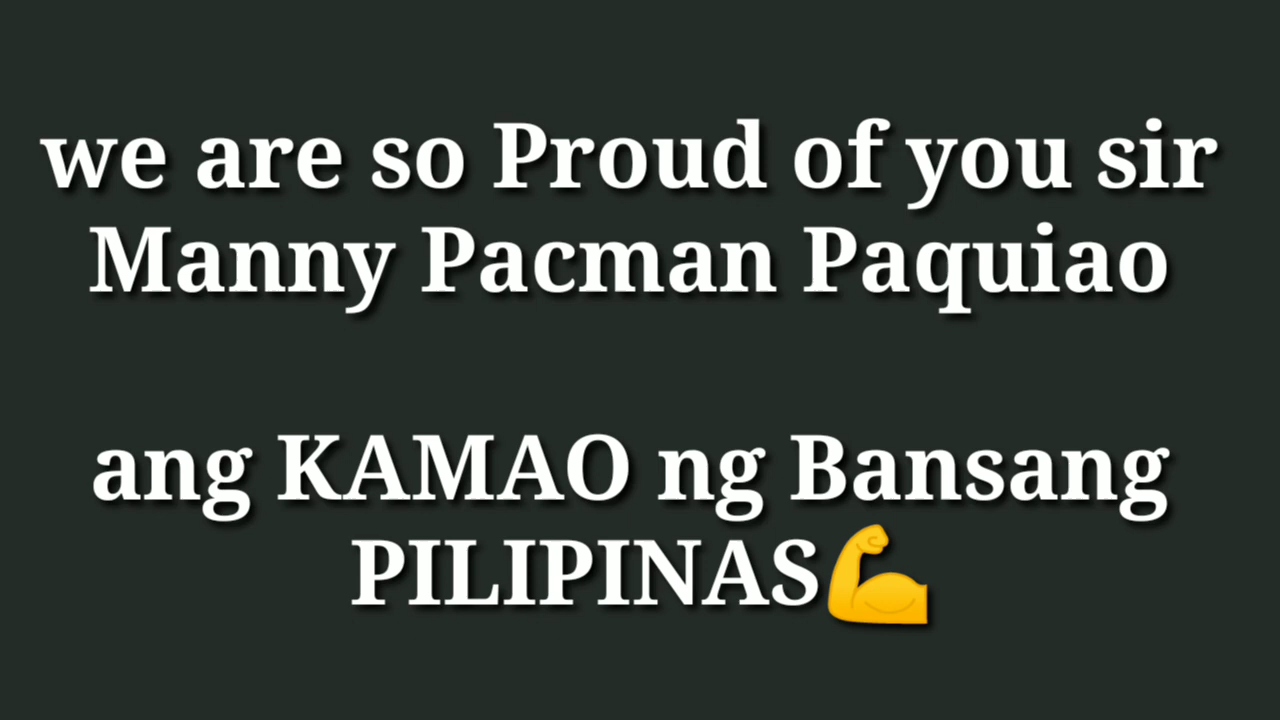 we are so Proud of you sir
Manny Pacman Paquiao
ang KAMAO ng Bansang
PILIPINAS💪